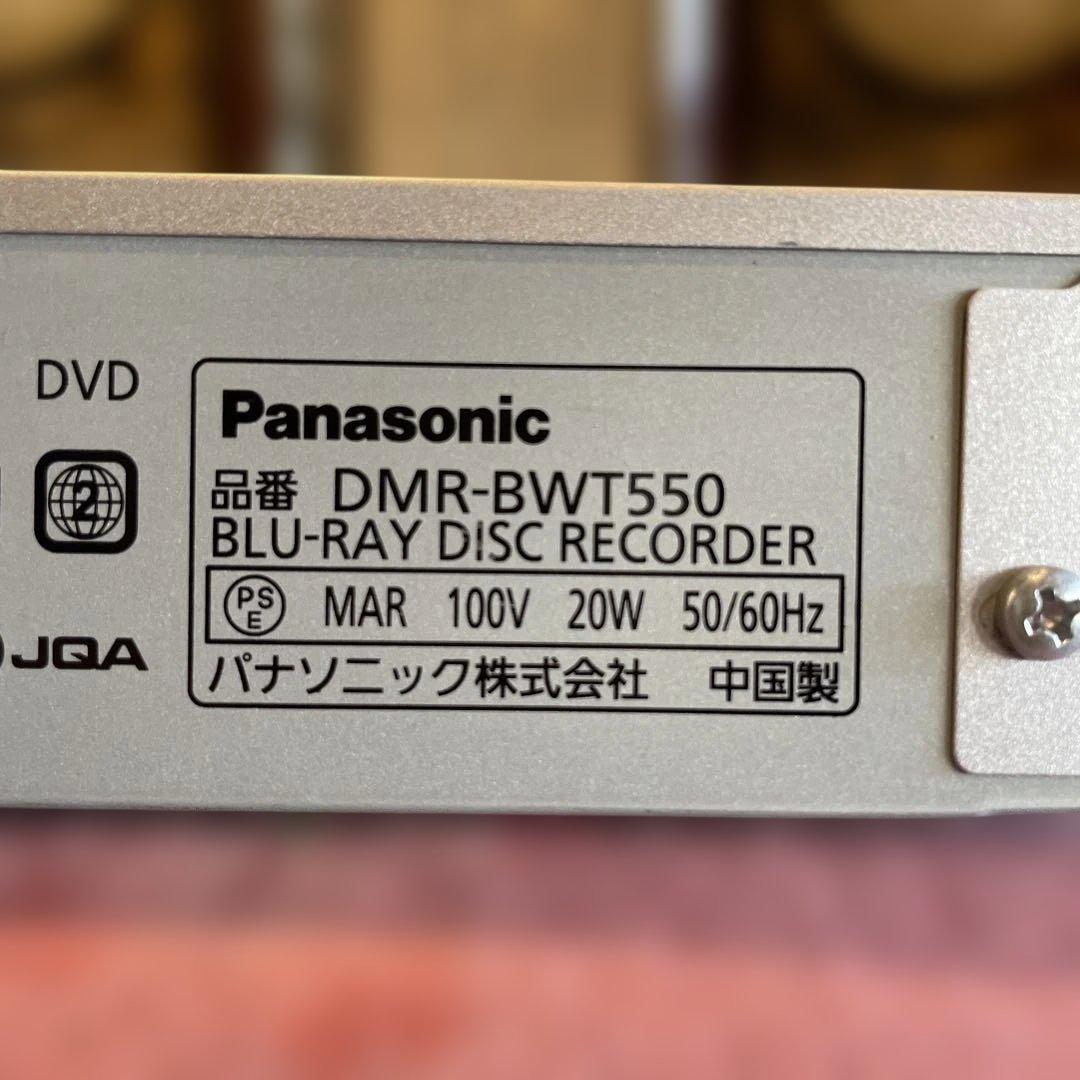 DVD
2
JQA
Panasonic
品番 DMR-BWT550
BLU-RAY DISC RECORDER
PSE MAR 100V 20W 50/60Hz
パナソニック株式会社 中国製